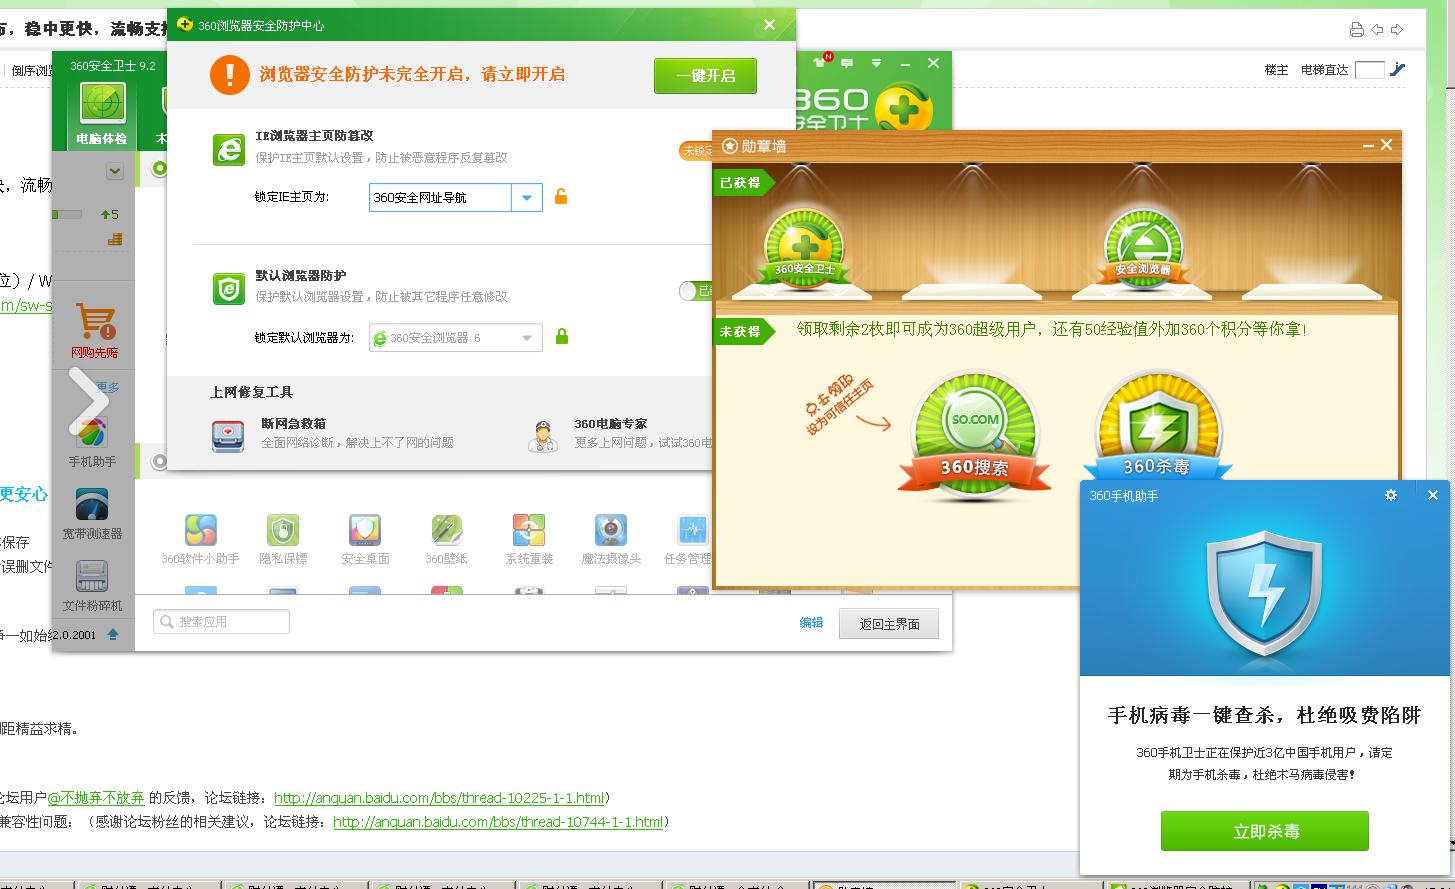 布，稳中更快，流畅支持
倒序浏览
楼主
电梯直达
360浏览器安全防护中心
浏览器安全防护未完全开启，请立即开启
一键开启
IE浏览器主页防篡改
保护IE主页默认设置，防止被恶意程序反复篡改
未锁定
锁定IE主页为:
360安全网址导航
默认浏览器防护
保护默认浏览器设置，防止被其它程序任意修改
锁定默认浏览器为:
360安全浏览器 6
上网修复工具
断网急救箱
全面网络诊断，解决上不了网的问题
360电脑专家
更多上网问题，试试360电
360安全卫士 9.2
电脑体检
木
5
网购先赔
更多
手机助手
宽带测速器
文件粉碎机
2.0.2001
N
360
安全卫士
360软件小助手
隐私保镖
安全桌面
360壁纸
系统重装
魔法摄像头
任务管理
搜索应用
编辑
返回主界面
勋章墙
已获得
360安全卫士
安全浏览器
未获得
领取剩余2枚即可成为360超级用户，还有50经验值外加360个积分等你拿!
点击领取
设为可信任主页
SO.COM
360搜索
360杀毒
360手机助手
手机病毒一键查杀，杜绝吸费陷阱
360手机卫士正在保护近3亿中国手机用户，请定
期为手机杀毒，杜绝木马病毒侵害!
立即杀毒
，流畅
位）/ W
m/sw-s
更安心
保存
误删文件
一如始终
距精益求精。
论坛用户@不抛弃不放弃 的反馈，论坛链接：http://anquan.baidu.com/bbs/thread-10225-1-1.html）
兼容性问题：（感谢论坛粉丝的相关建议，论坛链接：http://anquan.baidu.com/bbs/thread-10744-1-1.html）